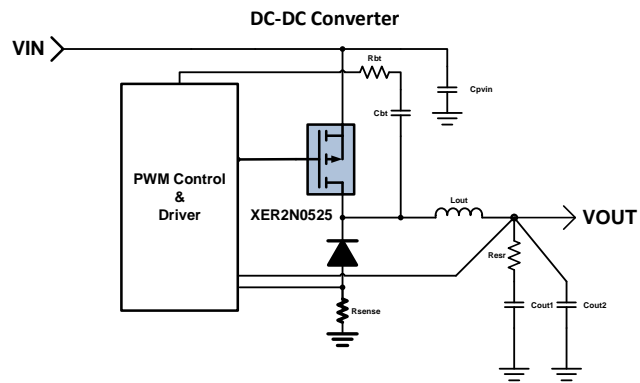 DC-DC Converter
VIN
Rbt
Cpvin
Cbt
PWM Control
&
Driver
XER2N0525
Lout
VOUT
Resr
Rsense
Cout1
Cout2